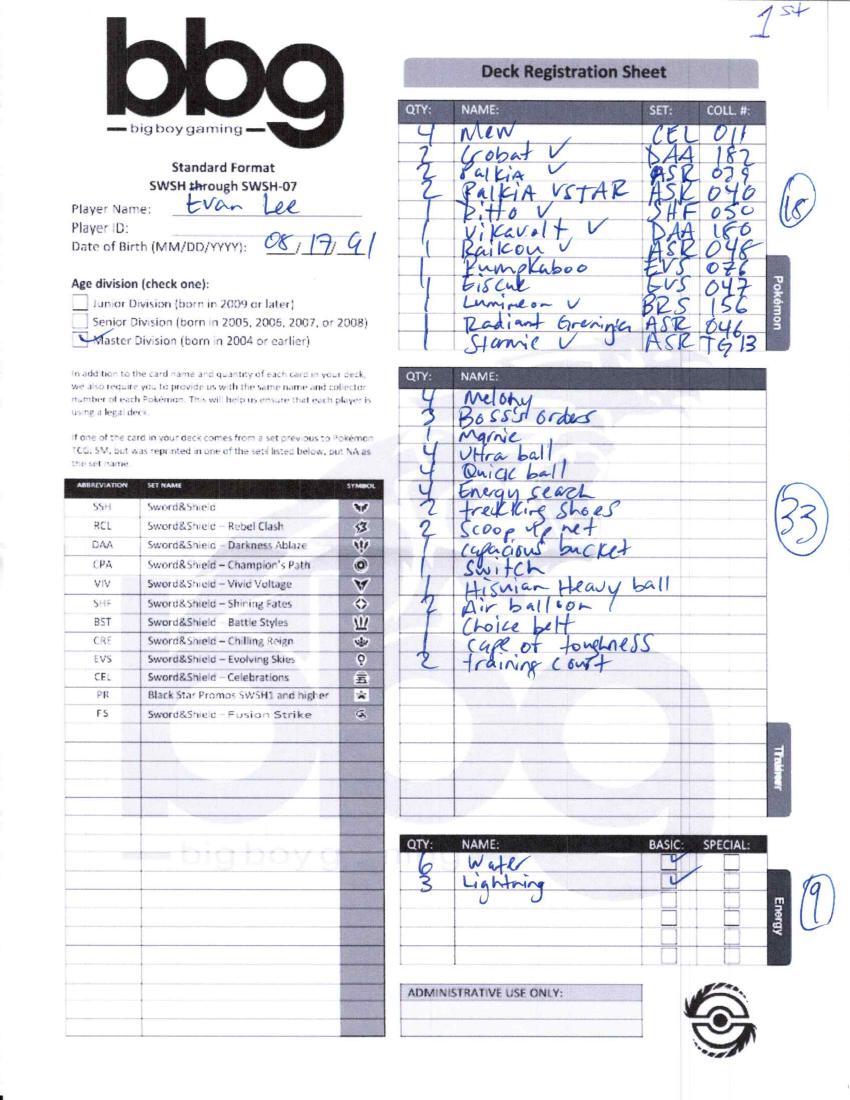 1st
bbg
big boy gaming
Deck Registration Sheet
Standard Format
SWSH through SWSH-07
Player Name: Evan Lee
Player ID:
Date of Birth (MM/DD/YYYY): 08/17/91
Age division (check one):
Junior Division (born in 2009 or later)
Senior Division (born in 2005, 2006, 2007, or 2008)
Master Division (born in 2004 or earlier)
In addition to the card name and quantity of each card in your deck,
we also require you to provide us with the same name and collector
number of each Pokémon. This will help us ensure that each player is
using a legal deck.
If one of the card in your deck comes from a set previous to Pokémon
TCG: SM, but was reprinted in one of the sets listed below, put NA as
the set name.
ABBREVIATION SET NAME SYMBOL
SSH Sword&Shield
RCL Sword&Shield – Rebel Clash
DAA Sword&Shield – Darkness Ablaze
CPA Sword&Shield – Champion's Path
VIV Sword&Shield – Vivid Voltage
SHF Sword&Shield – Shining Fates
BST Sword&Shield – Battle Styles
CRE Sword&Shield – Chilling Reign
EVS Sword&Shield – Evolving Skies
CEL Sword&Shield – Celebrations
PR Black Star Promos SWSH1 and higher
FS Sword&Shield – Fusion Strike
QTY: NAME: SET: COLL. #:
4 Mew CEL 011
2 Crobat V DAA 182
2 Palkia V ASR 039
2 Palkia VSTAR ASR 040
1 Ditto V SHF 050
1 Vikavolt V DAA 180
1 Raikou V ASR 048
1 Pumpkaboo EVS 076
1 Eiscue EVS 047
1 Lumineon V BRS 156
1 Radiant Greninja ASR 046
1 Starmie V ASR TG13
18
Pokémon
QTY: NAME:
4 Melony
3 Boss's orders
1 Marnie
4 Ultra ball
4 Quick ball
4 Energy search
2 trekking shoes
2 Scoop up net
1 capacious bucket
1 Switch
1 Hisuian Heavy ball
2 Air balloon
1 Choice belt
1 cape of toughness
2 training court
33
Trainer
QTY: NAME: BASIC: SPECIAL:
6 Water
3 Lightning
9
Energy
ADMINISTRATIVE USE ONLY:
bbg
big boy gaming